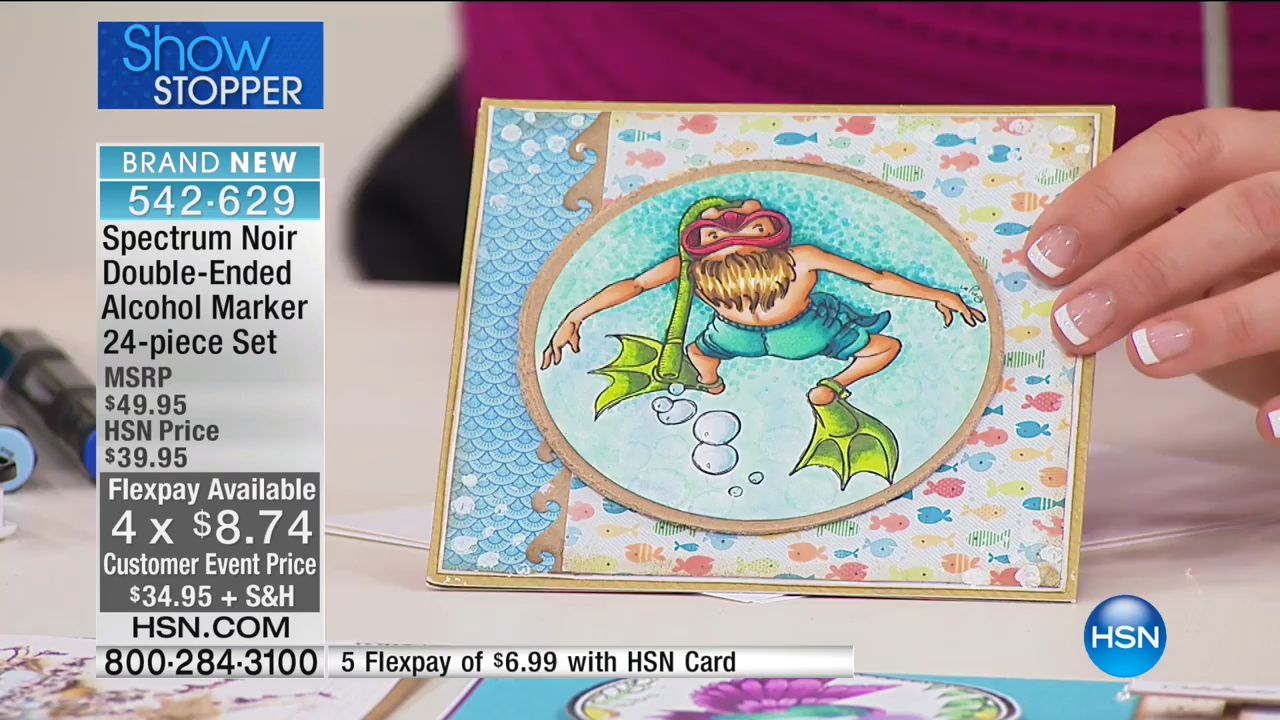 Show
STOPPER
BRAND NEW
542·629
Spectrum Noir
Double-Ended
Alcohol Marker
24-piece Set
MSRP
$49.95
HSN Price
$39.95
Flexpay Available
4 x $8.74
Customer Event Price
$34.95 + S&H
HSN.COM
800·284·3100
5 Flexpay of $6.99 with HSN Card
HSN